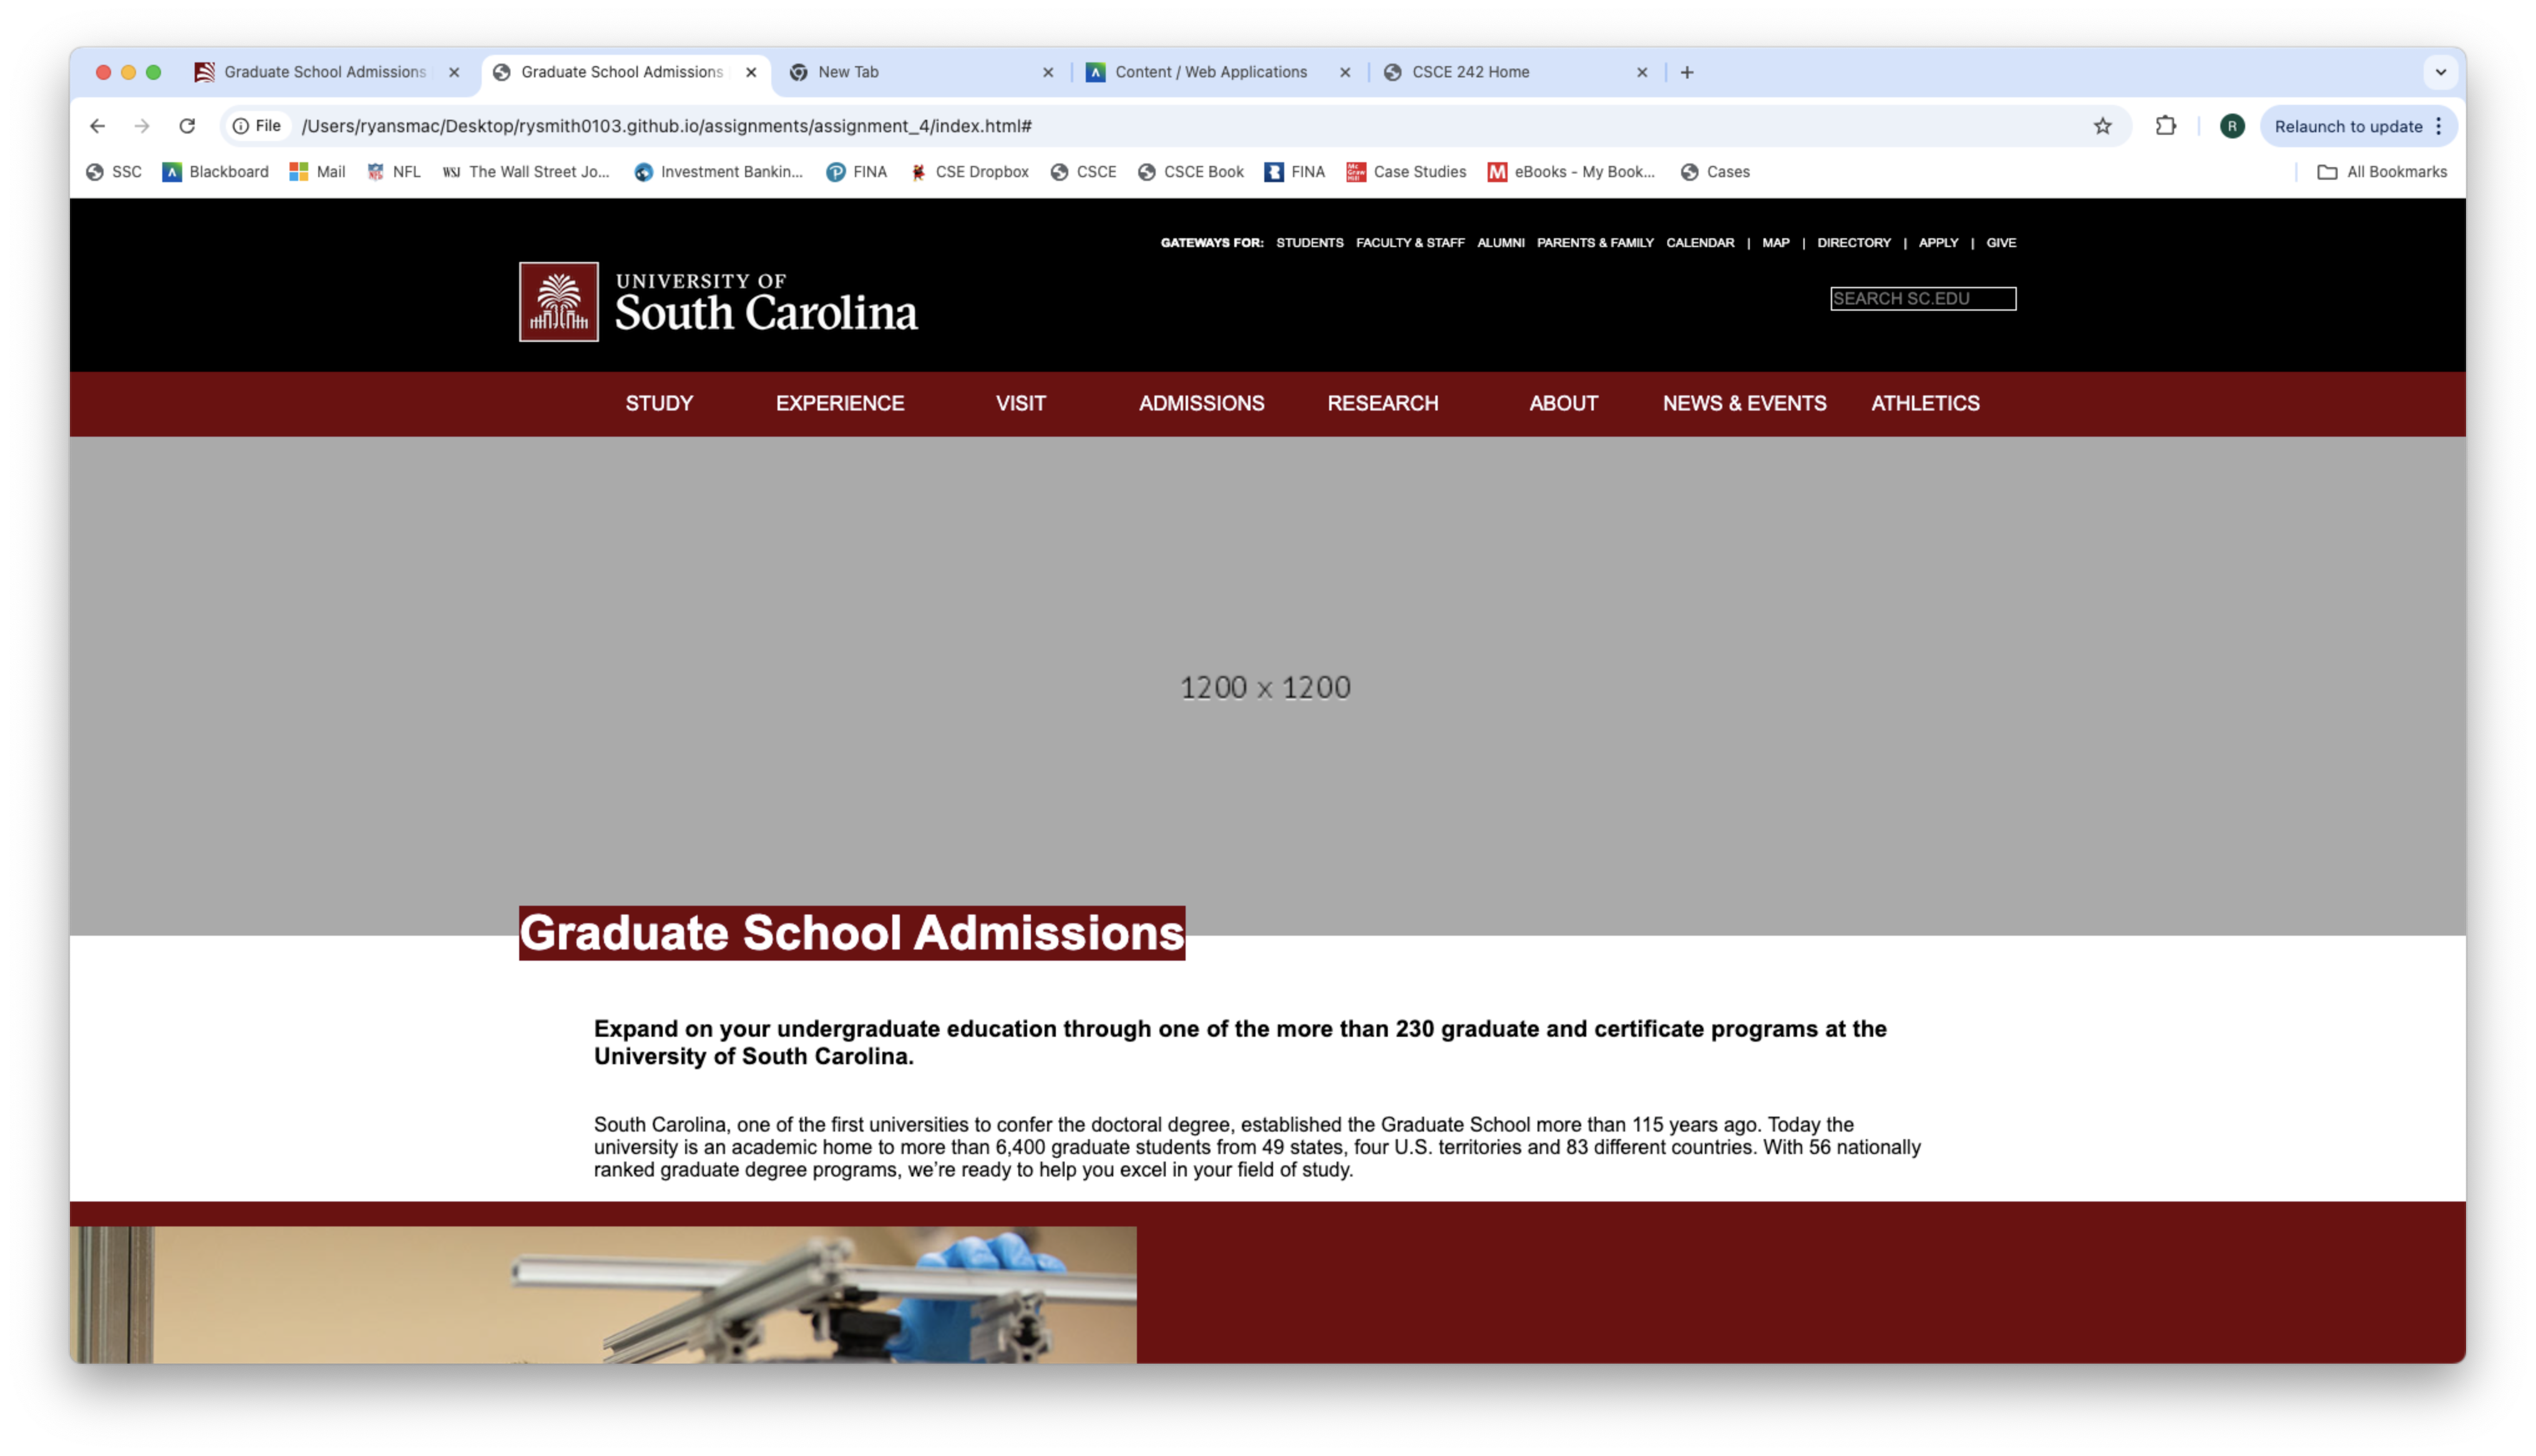 Graduate School Admissions
Graduate School Admissions
New Tab
Content / Web Applications
CSCE 242 Home
File /Users/ryansmac/Desktop/rysmith0103.github.io/assignments/assignment_4/index.html#
R
Relaunch to update
SSC Blackboard Mail NFL WSJ The Wall Street Jo... Investment Bankin... P FINA CSE Dropbox CSCE CSCE Book FINA Case Studies M eBooks - My Book... Cases All Bookmarks
GATEWAYS FOR: STUDENTS FACULTY & STAFF ALUMNI PARENTS & FAMILY CALENDAR | MAP | DIRECTORY | APPLY | GIVE
UNIVERSITY OF
South Carolina
SEARCH SC.EDU
STUDY EXPERIENCE VISIT ADMISSIONS RESEARCH ABOUT NEWS & EVENTS ATHLETICS
1200 x 1200
Graduate School Admissions
Expand on your undergraduate education through one of the more than 230 graduate and certificate programs at the
University of South Carolina.
South Carolina, one of the first universities to confer the doctoral degree, established the Graduate School more than 115 years ago. Today the
university is an academic home to more than 6,400 graduate students from 49 states, four U.S. territories and 83 different countries. With 56 nationally
ranked graduate degree programs, we're ready to help you excel in your field of study.